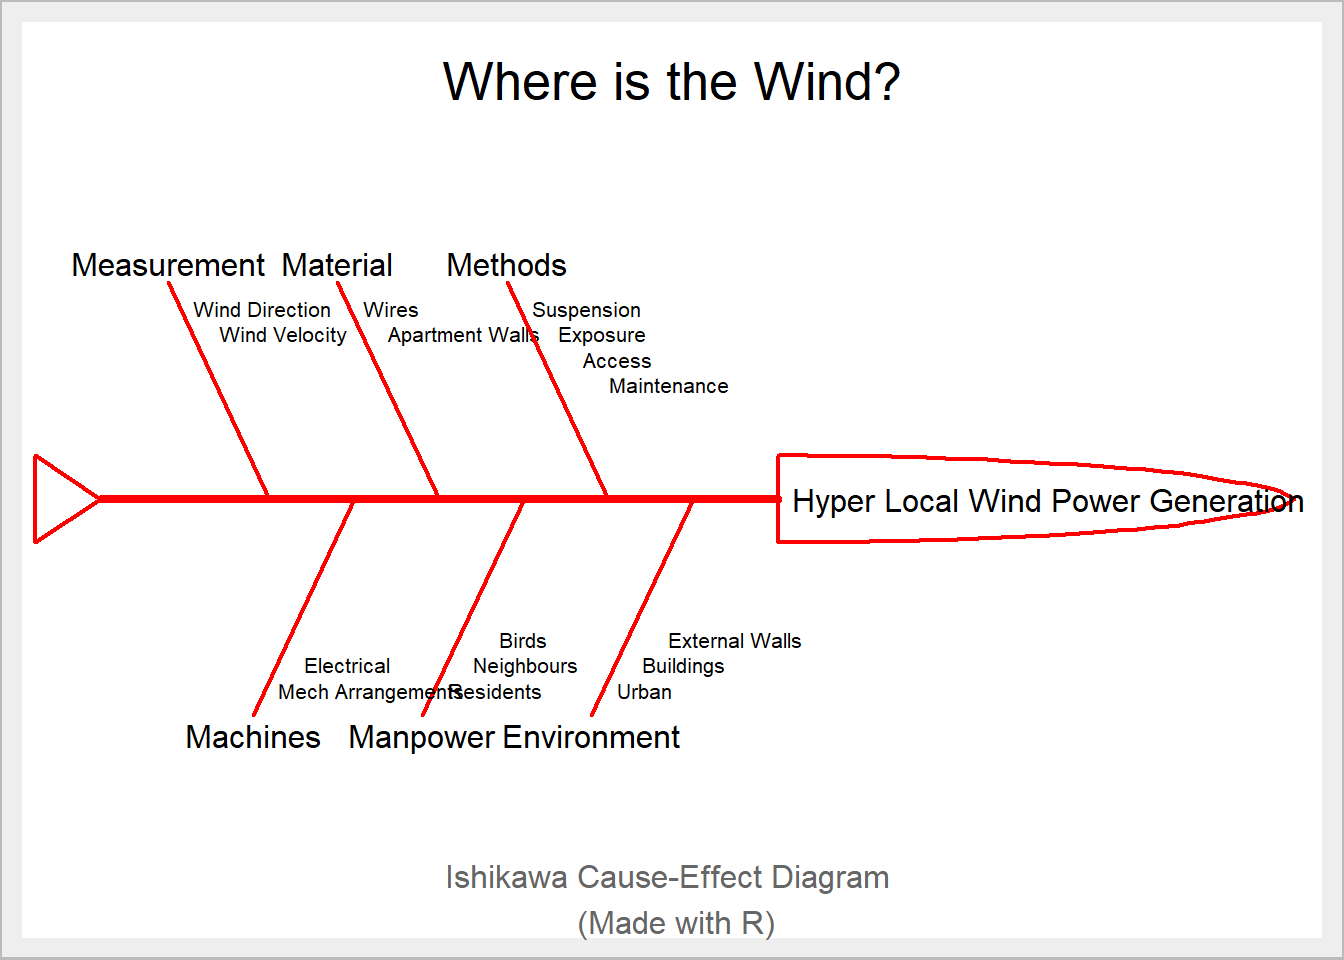 Where is the Wind?
Measurement Material Methods
Wind Direction Wires Suspension
Wind Velocity Apartment Walls Exposure
Access
Maintenance
Hyper Local Wind Power Generation
Birds External Walls
Electrical Neighbours Buildings
Mech Arrangements Residents Urban
Machines Manpower Environment
Ishikawa Cause-Effect Diagram
(Made with R)